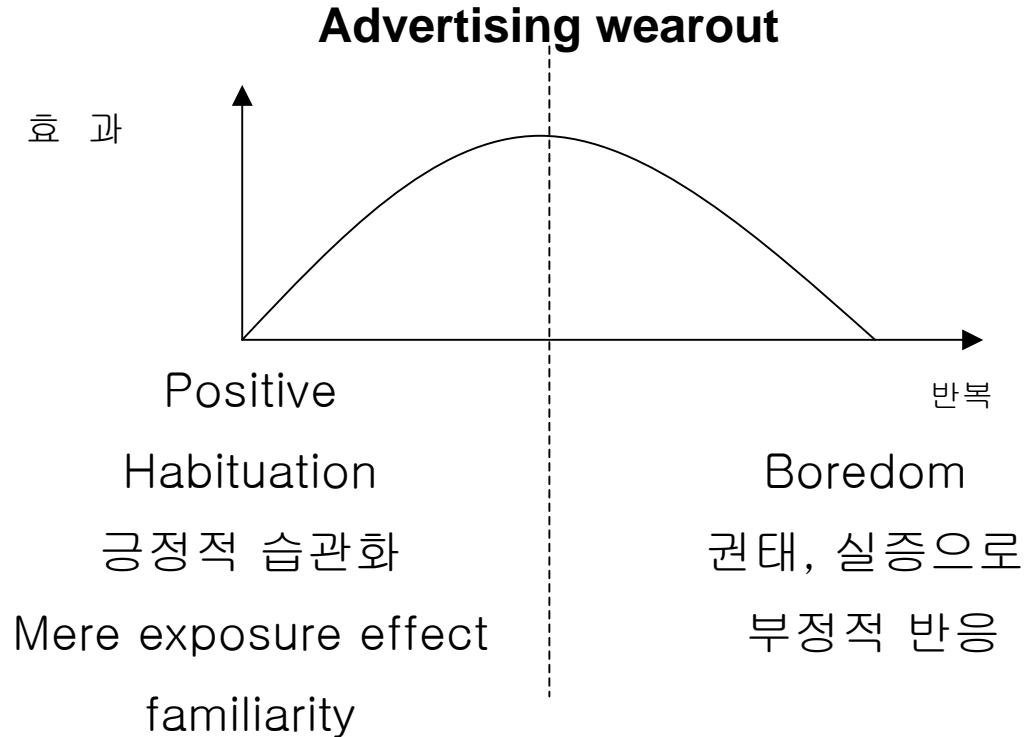 Advertising wearout
효 과
반복
Positive
Habituation
긍정적 습관화
Mere exposure effect
familiarity
Boredom
권태, 실증으로
부정적 반응